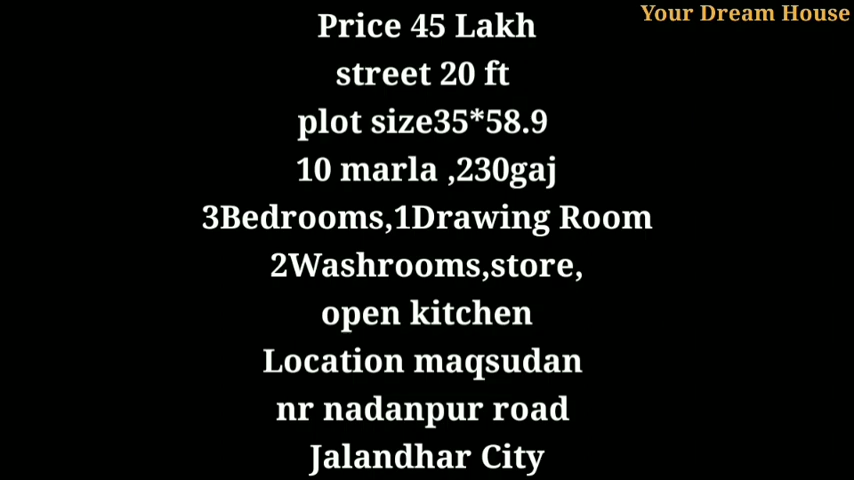 Your Dream House
Price 45 Lakh
street 20 ft
plot size35*58.9
10 marla ,230gaj
3Bedrooms,1Drawing Room
2Washrooms,store,
open kitchen
Location maqsudan
nr nadanpur road
Jalandhar City